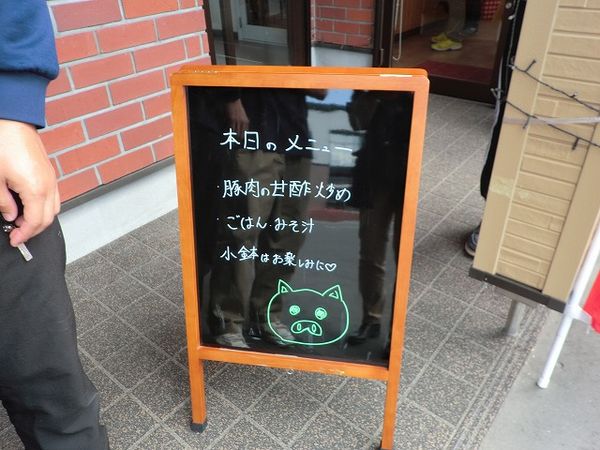 本日のメニュー
・豚肉の甘酢炒め
・ごはん・みそ汁
小鉢はお楽しみに♡